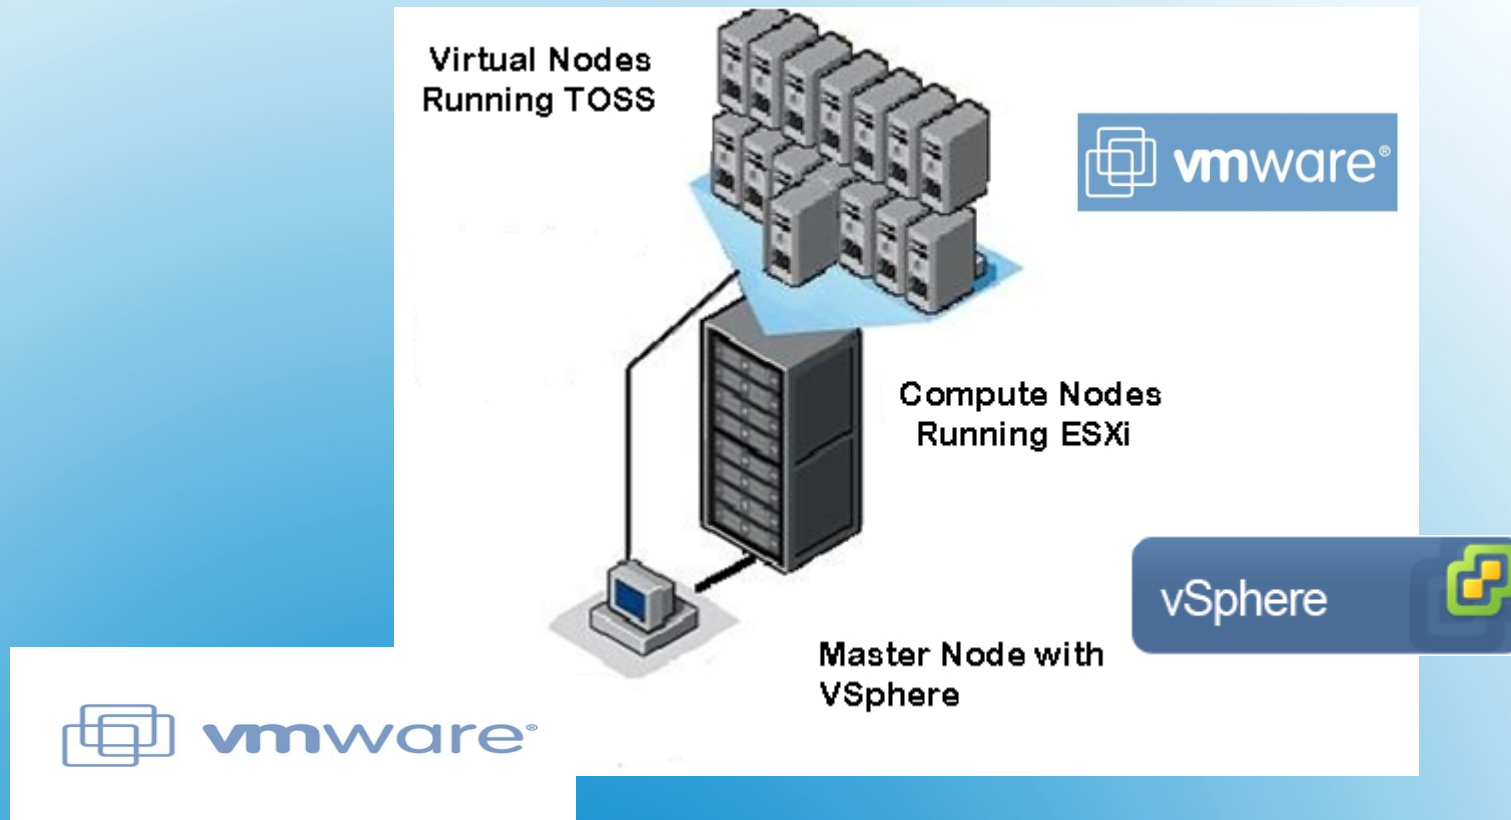 Virtual Nodes
Running TOSS
vmware®
Compute Nodes
Running ESXi
vSphere
Master Node with
VSphere
vmware®